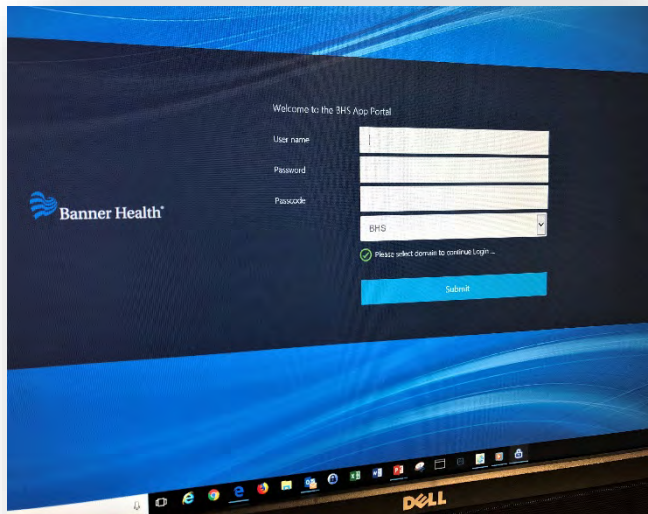 Welcome to the BHS App Portal
User name
Password
Passcode
Banner Health®
BHS
Please select domain to continue Login ...
Submit
DELL